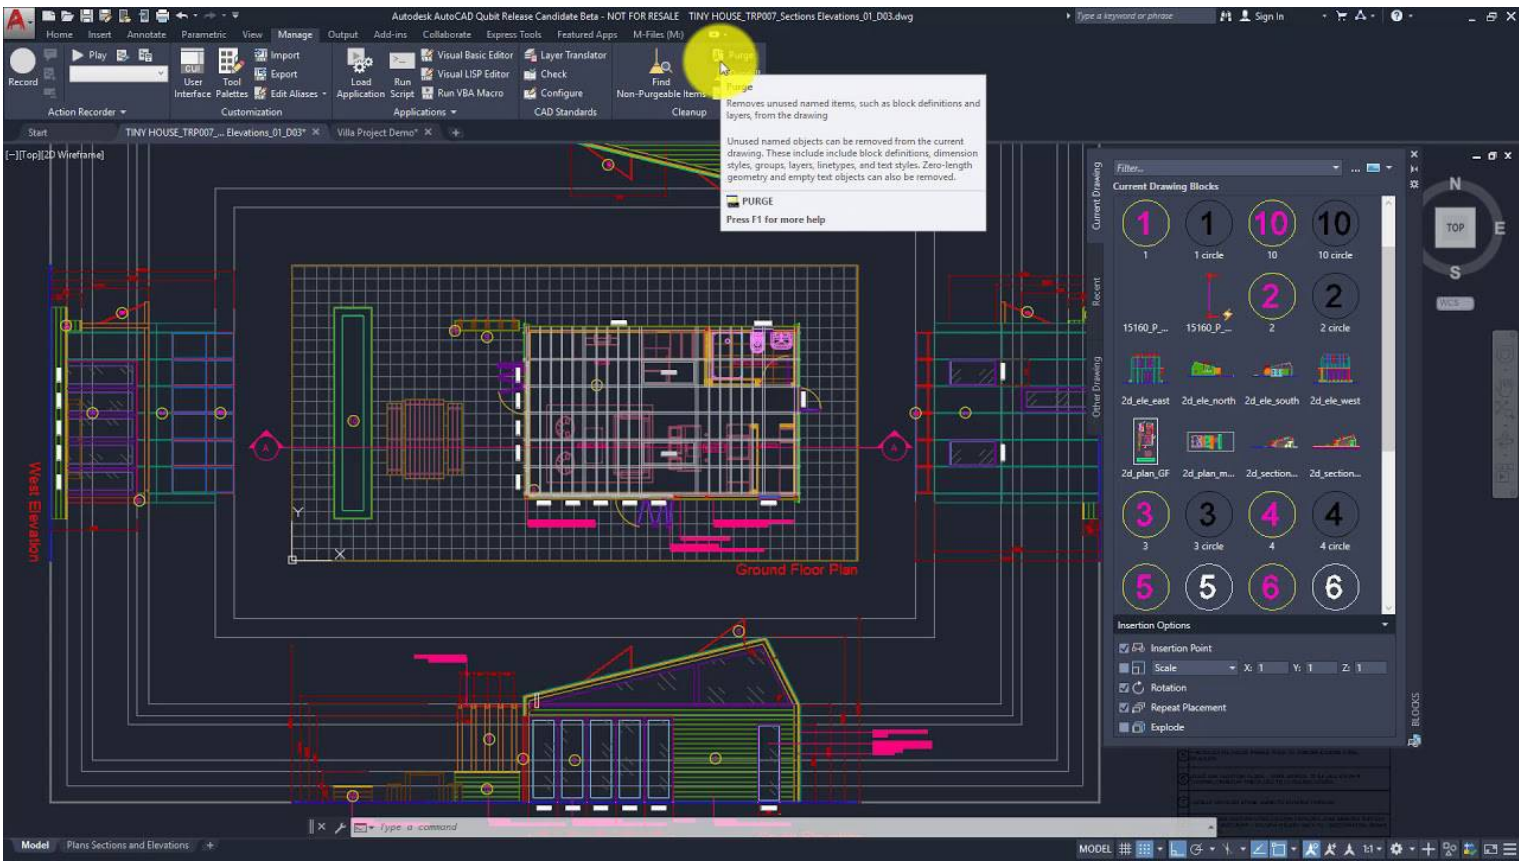 Autodesk AutoCAD Qubit Release Candidate Beta - NOT FOR RESALE TINY HOUSE_TRP007_Sections Elevations_01_D03.dwg
Type a keyword or phrase
Sign In
Home Insert Annotate Parametric View Manage Output Add-ins Collaborate Express Tools Featured Apps M-Files (M:)
Record
Play
Action Recorder
User Interface
Tool Palettes
Import
Export
Edit Aliases
Customization
Load Application
Run Script
Visual Basic Editor
Visual LISP Editor
Run VBA Macro
Applications
Layer Translator
Check
Configure
CAD Standards
Find Non-Purgeable Items
Purge
Cleanup
Start
TINY HOUSE_TRP007_... Elevations_01_D03*
Villa Project Demo*
[−][Top][2D Wireframe]
Purge
Removes unused named items, such as block definitions and
layers, from the drawing
Unused named objects can be removed from the current
drawing. These include include block definitions, dimension
styles, groups, layers, linetypes, and text styles. Zero-length
geometry and empty text objects can also be removed.
PURGE
Press F1 for more help
West Elevation
A
A
Y
X
Ground Floor Plan
Current Drawing
Recent
Other Drawing
Filter...
Current Drawing Blocks
1 1 10 10
1 1 circle 10 10 circle
2 2
15160_P_... 15160_P_... 2 2 circle
2d_ele_east 2d_ele_north 2d_ele_south 2d_ele_west
2d_plan_GF 2d_plan_m... 2d_section... 2d_section...
3 3 4 4
3 3 circle 4 4 circle
5 5 6 6
Insertion Options
Insertion Point
Scale X: 1 Y: 1 Z: 1
Rotation
Repeat Placement
Explode
BLOCKS
N
TOP
E
S
WCS
Type a command
Model
Plans Sections and Elevations
MODEL
1:1